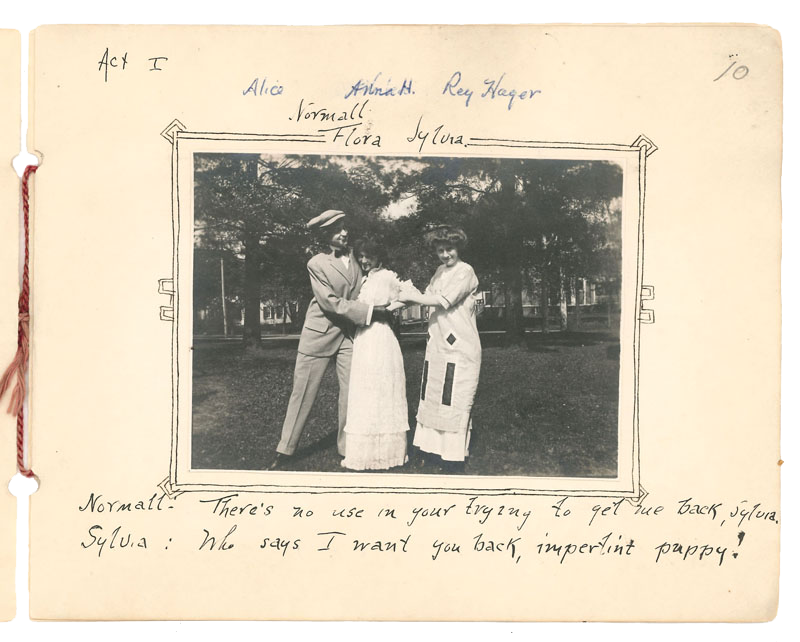 Act I
10
Alice Anna H. Rey Hager
Normall
Flora Sylvia.
Normall- There's no use in your trying to get me back, Sylvia.
Sylvia : Who says I want you back, impertint puppy!